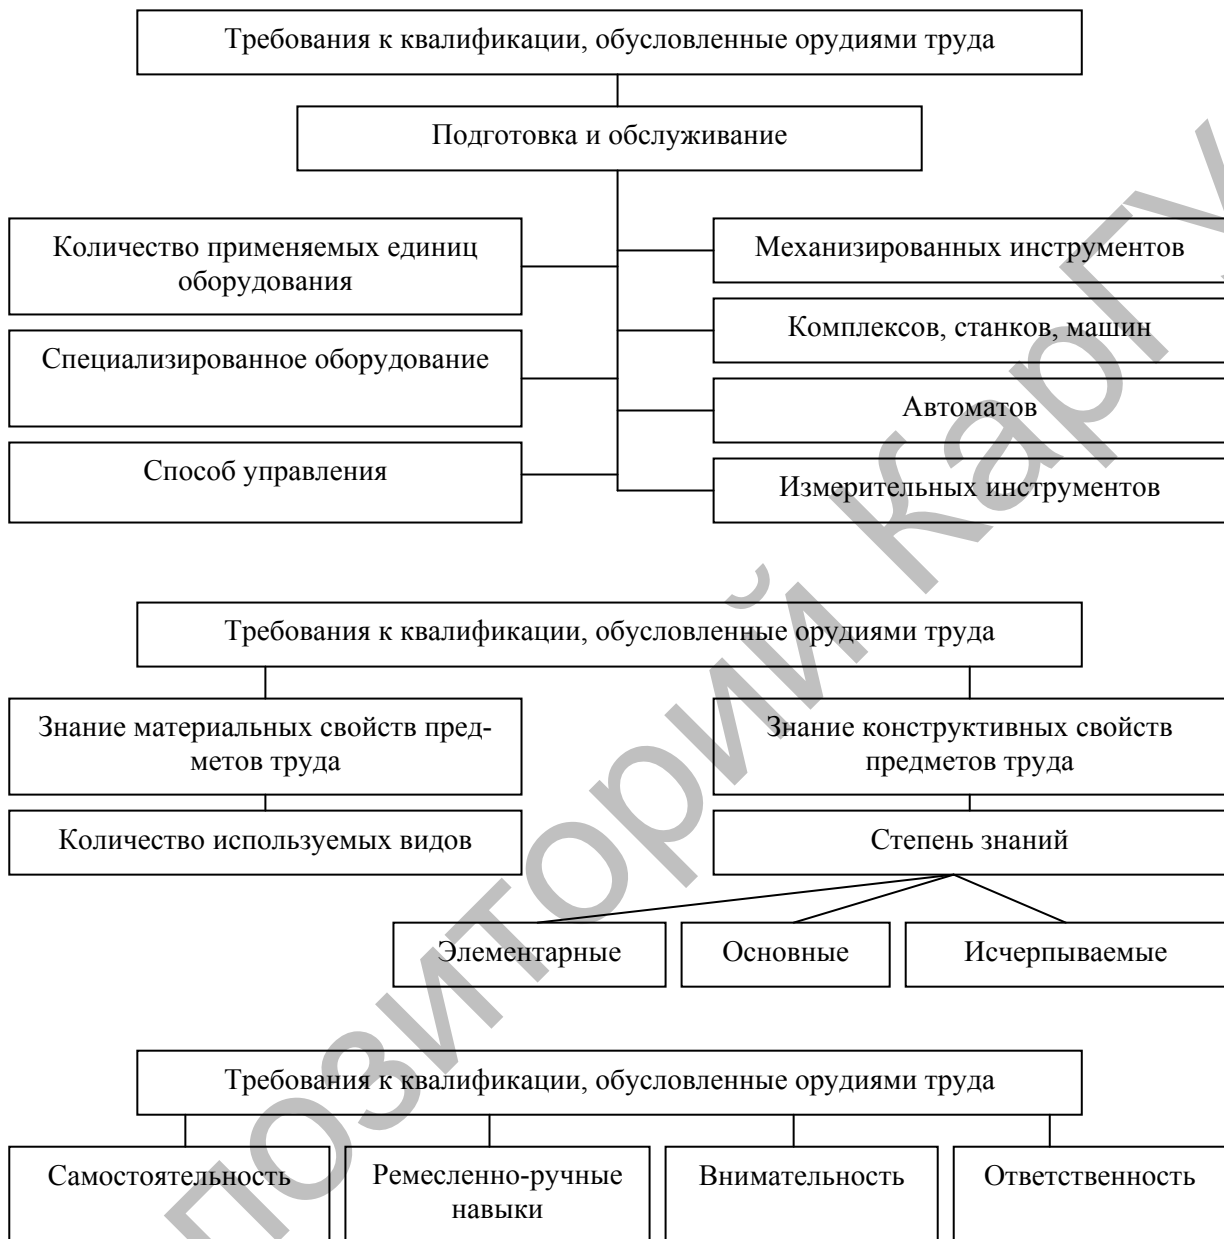 Требования к квалификации, обусловленные орудиями труда
Подготовка и обслуживание
Количество применяемых единиц
оборудования
Механизированных инструментов
Специализированное оборудование
Комплексов, станков, машин
Автоматов
Способ управления
Измерительных инструментов
Требования к квалификации, обусловленные орудиями труда
Знание материальных свойств пред-
метов труда
Знание конструктивных свойств
предметов труда
Количество используемых видов
Степень знаний
Элементарные
Основные
Исчерпываемые
Требования к квалификации, обусловленные орудиями труда
Самостоятельность
Ремесленно-ручные
навыки
Внимательность
Ответственность
позиторий КарГУ